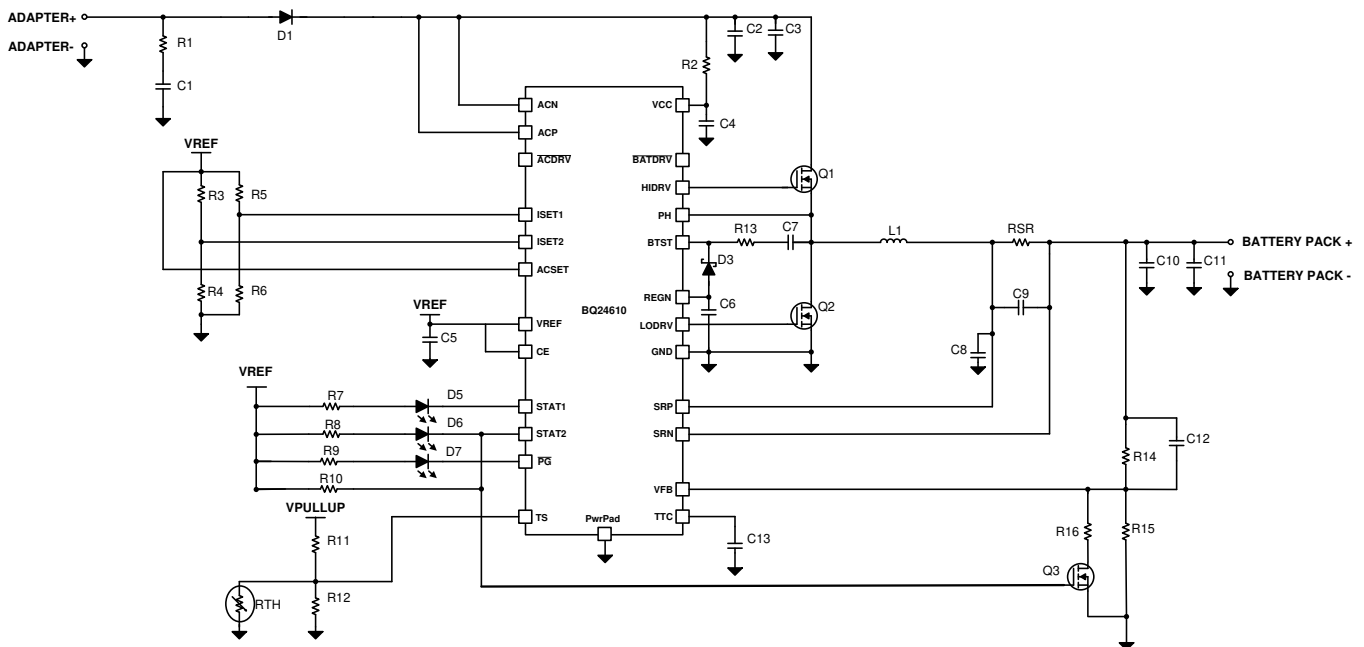 ADAPTER+
D1
C2
C3
ADAPTER-
R1
C1
R2
C4
ACN
VCC
ACP
ACDRV
BATDRV
VREF
R3
R5
HIDRV
Q1
ISET1
PH
ISET2
BTST
R13
C7
L1
RSR
BATTERY PACK +
ACSET
D3
C10
C11
BATTERY PACK -
R4
R6
REGN
C6
C9
BQ24610
VREF
C5
VREF
LODRV
Q2
CE
GND
C8
VREF
R7
D5
STAT1
SRP
R8
D6
STAT2
SRN
R9
D7
PG
R14
C12
R10
VFB
VPULLUP
TS
PwrPad
TTC
C13
R16
R15
R11
Q3
RTH
R12